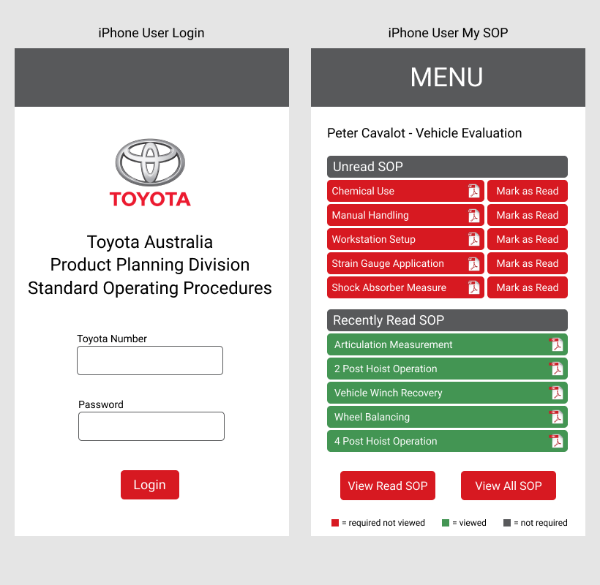 iPhone User Login
TOYOTA
Toyota Australia
Product Planning Division
Standard Operating Procedures
Toyota Number
Password
Login
iPhone User My SOP
MENU
Peter Cavalot - Vehicle Evaluation
Unread SOP
Chemical Use Mark as Read
Manual Handling Mark as Read
Workstation Setup Mark as Read
Strain Gauge Application Mark as Read
Shock Absorber Measure Mark as Read
Recently Read SOP
Articulation Measurement
2 Post Hoist Operation
Vehicle Winch Recovery
Wheel Balancing
4 Post Hoist Operation
View Read SOP View All SOP
= required not viewed = viewed = not required